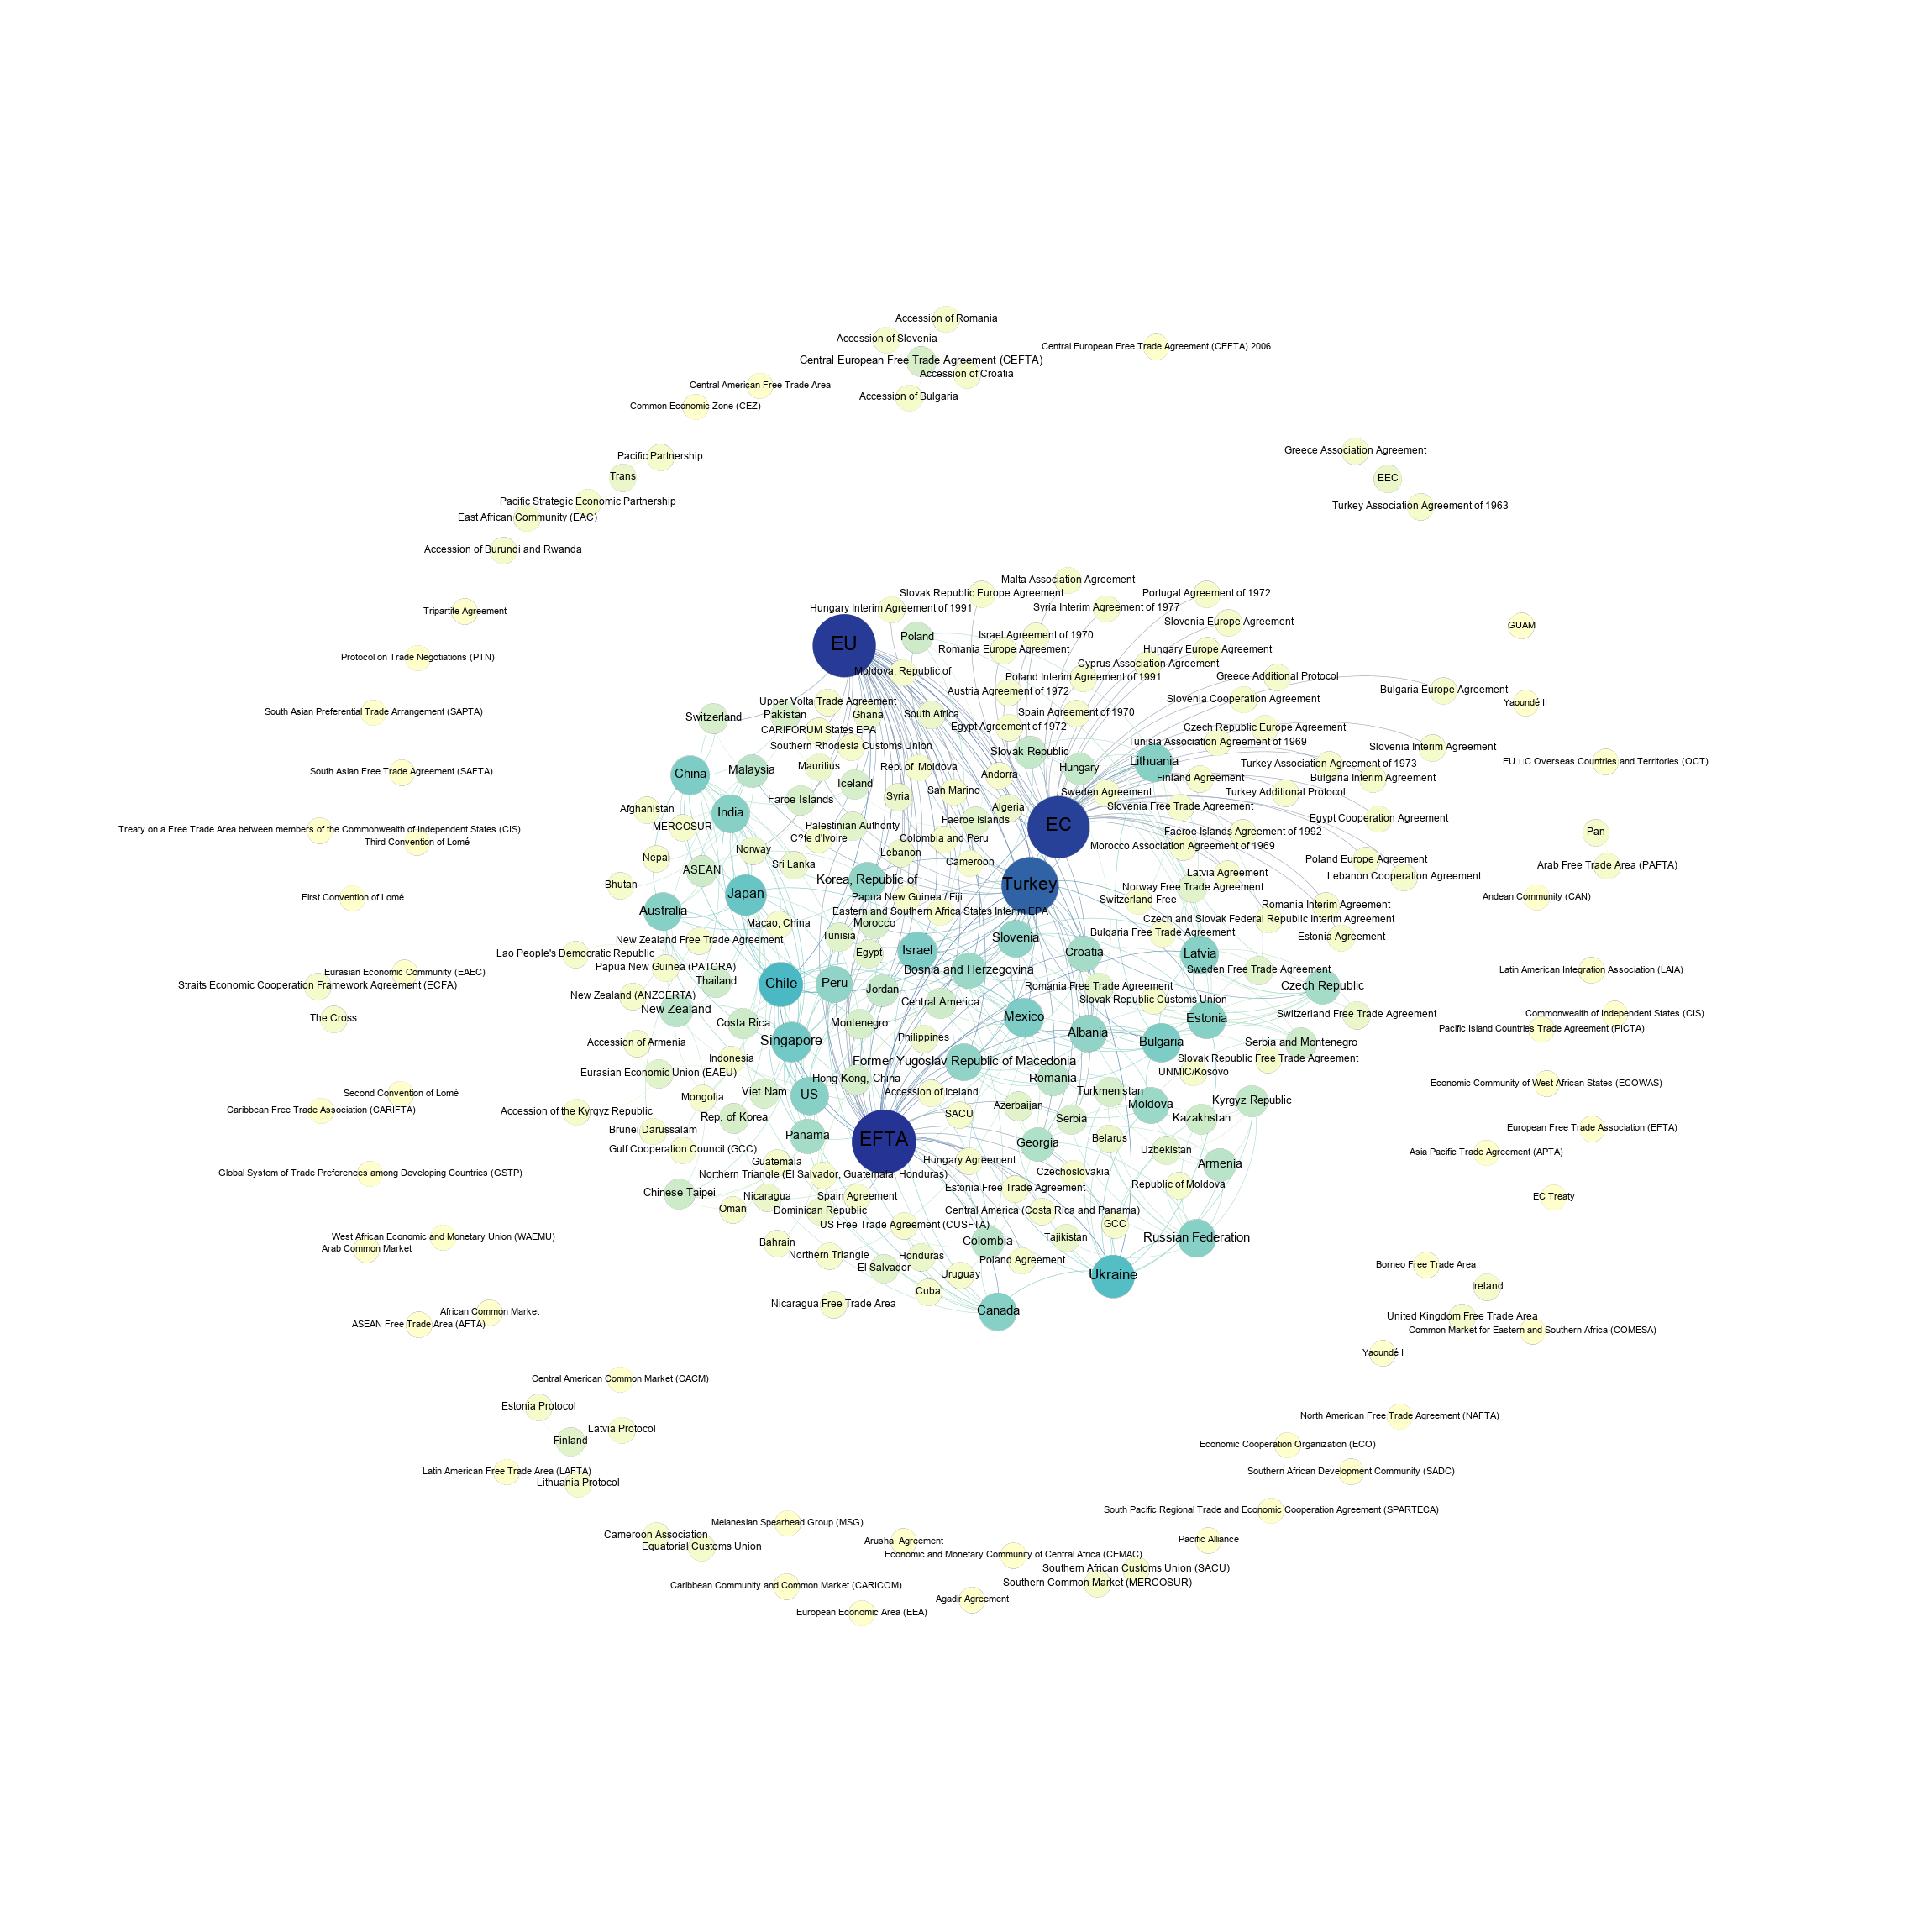 Accession of Romania
Accession of Slovenia
Central European Free Trade Agreement (CEFTA) 2006
Central European Free Trade Agreement (CEFTA)
Accession of Croatia
Central American Free Trade Area
Accession of Bulgaria
Common Economic Zone (CEZ)
Greece Association Agreement
Pacific Partnership
Trans
EEC
Pacific Strategic Economic Partnership
Turkey Association Agreement of 1963
East African Community (EAC)
Accession of Burundi and Rwanda
Malta Association Agreement
Slovak Republic Europe Agreement
Portugal Agreement of 1972
Hungary Interim Agreement of 1991
Syria Interim Agreement of 1977
Tripartite Agreement
Slovenia Europe Agreement
GUAM
Poland
Israel Agreement of 1970
EU
Romania Europe Agreement
Hungary Europe Agreement
Protocol on Trade Negotiations (PTN)
Cyprus Association Agreement
Moldova, Republic of
Poland Interim Agreement of 1991
Greece Additional Protocol
Austria Agreement of 1972
Bulgaria Europe Agreement
Slovenia Cooperation Agreement
Upper Volta Trade Agreement
Yaoundé II
South Asian Preferential Trade Arrangement (SAPTA)
Switzerland
Pakistan
Ghana
South Africa
Spain Agreement of 1970
CARIFORUM States EPA
Egypt Agreement of 1972
Czech Republic Europe Agreement
Southern Rhodesia Customs Union
Tunisia Association Agreement of 1969
Slovenia Interim Agreement
Slovak Republic
Lithuania
EU C Overseas Countries and Territories (OCT)
Turkey Association Agreement of 1973
Mauritius
Rep. of Moldova
Hungary
South Asian Free Trade Agreement (SAFTA)
China
Malaysia
Andorra
Finland Agreement
Bulgaria Interim Agreement
Iceland
San Marino
Sweden Agreement
Turkey Additional Protocol
Syria
Faroe Islands
Afghanistan
India
Algeria
Slovenia Free Trade Agreement
Egypt Cooperation Agreement
Faeroe Islands
EC
MERCOSUR
Palestinian Authority
Treaty on a Free Trade Area between members of the Commonwealth of Independent States (CIS)
Faeroe Islands Agreement of 1992
Pan
C?te d'Ivoire
Colombia and Peru
Third Convention of Lomé
Morocco Association Agreement of 1969
Norway
Lebanon
Nepal
Cameroon
Poland Europe Agreement
Sri Lanka
Arab Free Trade Area (PAFTA)
ASEAN
Latvia Agreement
Lebanon Cooperation Agreement
Korea, Republic of
Bhutan
Turkey
Norway Free Trade Agreement
Japan
First Convention of Lomé
Papua New Guinea / Fiji
Switzerland Free
Andean Community (CAN)
Romania Interim Agreement
Australia
Eastern and Southern Africa States Interim EPA
Czech and Slovak Federal Republic Interim Agreement
Macao, China
Morocco
Bulgaria Free Trade Agreement
Tunisia
Slovenia
Estonia Agreement
New Zealand Free Trade Agreement
Israel
Egypt
Croatia
Latvia
Lao People's Democratic Republic
Papua New Guinea (PATCRA)
Bosnia and Herzegovina
Sweden Free Trade Agreement
Latin American Integration Association (LAIA)
Eurasian Economic Community (EAEC)
Thailand
Chile
Peru
Straits Economic Cooperation Framework Agreement (ECFA)
Jordan
Romania Free Trade Agreement
Czech Republic
New Zealand (ANZCERTA)
Central America
Slovak Republic Customs Union
New Zealand
Switzerland Free Trade Agreement
Commonwealth of Independent States (CIS)
The Cross
Costa Rica
Montenegro
Mexico
Estonia
Pacific Island Countries Trade Agreement (PICTA)
Albania
Philippines
Singapore
Accession of Armenia
Bulgaria
Serbia and Montenegro
Indonesia
Former Yugoslav Republic of Macedonia
Slovak Republic Free Trade Agreement
Eurasian Economic Union (EAEU)
Hong Kong, China
Romania
UNMIC/Kosovo
Economic Community of West African States (ECOWAS)
Second Convention of Lomé
Viet Nam
Accession of Iceland
Turkmenistan
US
Mongolia
Kyrgyz Republic
Caribbean Free Trade Association (CARIFTA)
Accession of the Kyrgyz Republic
Azerbaijan
Moldova
SACU
Rep. of Korea
Serbia
Kazakhstan
European Free Trade Association (EFTA)
Brunei Darussalam
Panama
EFTA
Georgia
Belarus
Gulf Cooperation Council (GCC)
Uzbekistan
Asia Pacific Trade Agreement (APTA)
Guatemala
Hungary Agreement
Armenia
Global System of Trade Preferences among Developing Countries (GSTP)
Northern Triangle (El Salvador, Guatemala, Honduras)
Czechoslovakia
Republic of Moldova
Chinese Taipei
Estonia Free Trade Agreement
Nicaragua
Spain Agreement
EC Treaty
Oman
Dominican Republic
Central America (Costa Rica and Panama)
US Free Trade Agreement (CUSFTA)
GCC
West African Economic and Monetary Union (WAEMU)
Bahrain
Colombia
Tajikistan
Russian Federation
Arab Common Market
Northern Triangle
Honduras
Poland Agreement
El Salvador
Borneo Free Trade Area
Uruguay
Ukraine
Ireland
Cuba
Nicaragua Free Trade Area
African Common Market
Canada
United Kingdom Free Trade Area
ASEAN Free Trade Area (AFTA)
Common Market for Eastern and Southern Africa (COMESA)
Yaoundé I
Central American Common Market (CACM)
Estonia Protocol
North American Free Trade Agreement (NAFTA)
Latvia Protocol
Finland
Economic Cooperation Organization (ECO)
Latin American Free Trade Area (LAFTA)
Southern African Development Community (SADC)
Lithuania Protocol
South Pacific Regional Trade and Economic Cooperation Agreement (SPARTECA)
Melanesian Spearhead Group (MSG)
Cameroon Association
Arusha Agreement
Pacific Alliance
Equatorial Customs Union
Economic and Monetary Community of Central Africa (CEMAC)
Southern African Customs Union (SACU)
Caribbean Community and Common Market (CARICOM)
Southern Common Market (MERCOSUR)
Agadir Agreement
European Economic Area (EEA)